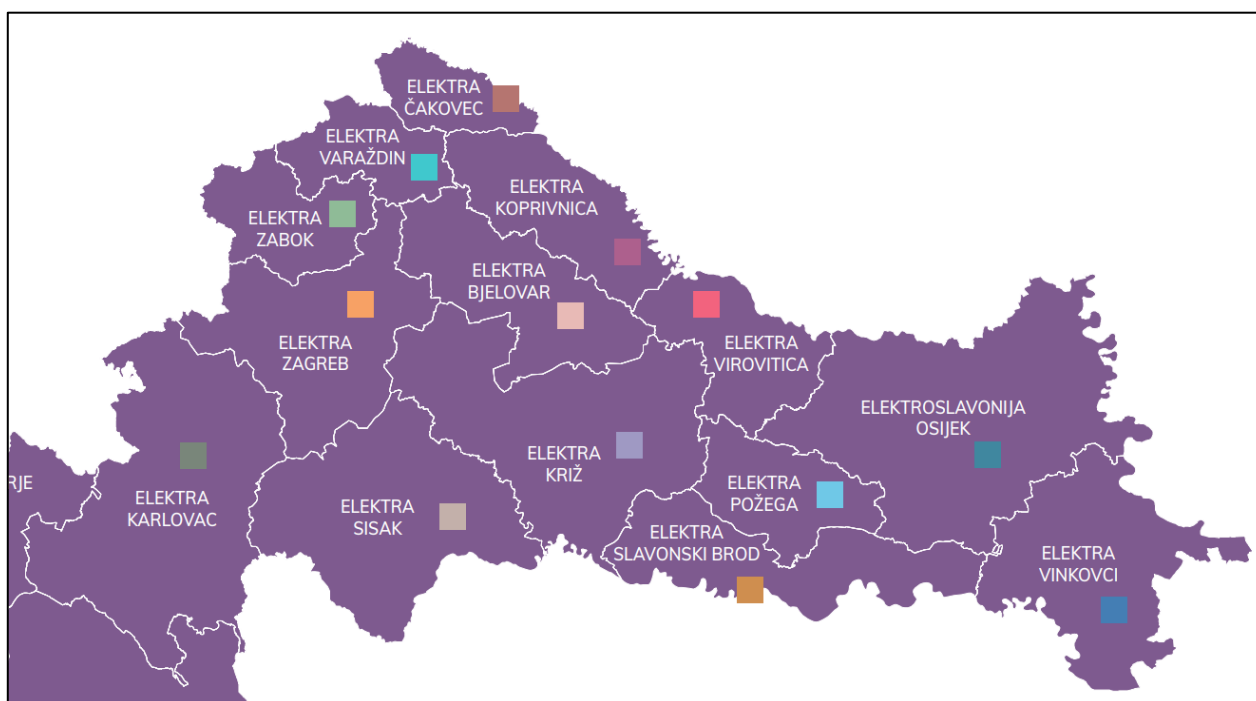 ELEKTRA
ČAKOVEC
ELEKTRA
VARAŽDIN
ELEKTRA
KOPRIVNICA
ELEKTRA
ZABOK
ELEKTRA
BJELOVAR
ELEKTRA
ZAGREB
ELEKTRA
VIROVITICA
ELEKTROSLAVONIJA
OSIJEK
ELEKTRA
KRIŽ
RJE
ELEKTRA
KARLOVAC
ELEKTRA
SISAK
ELEKTRA
POŽEGA
ELEKTRA
SLAVONSKI BROD
ELEKTRA
VINKOVCI